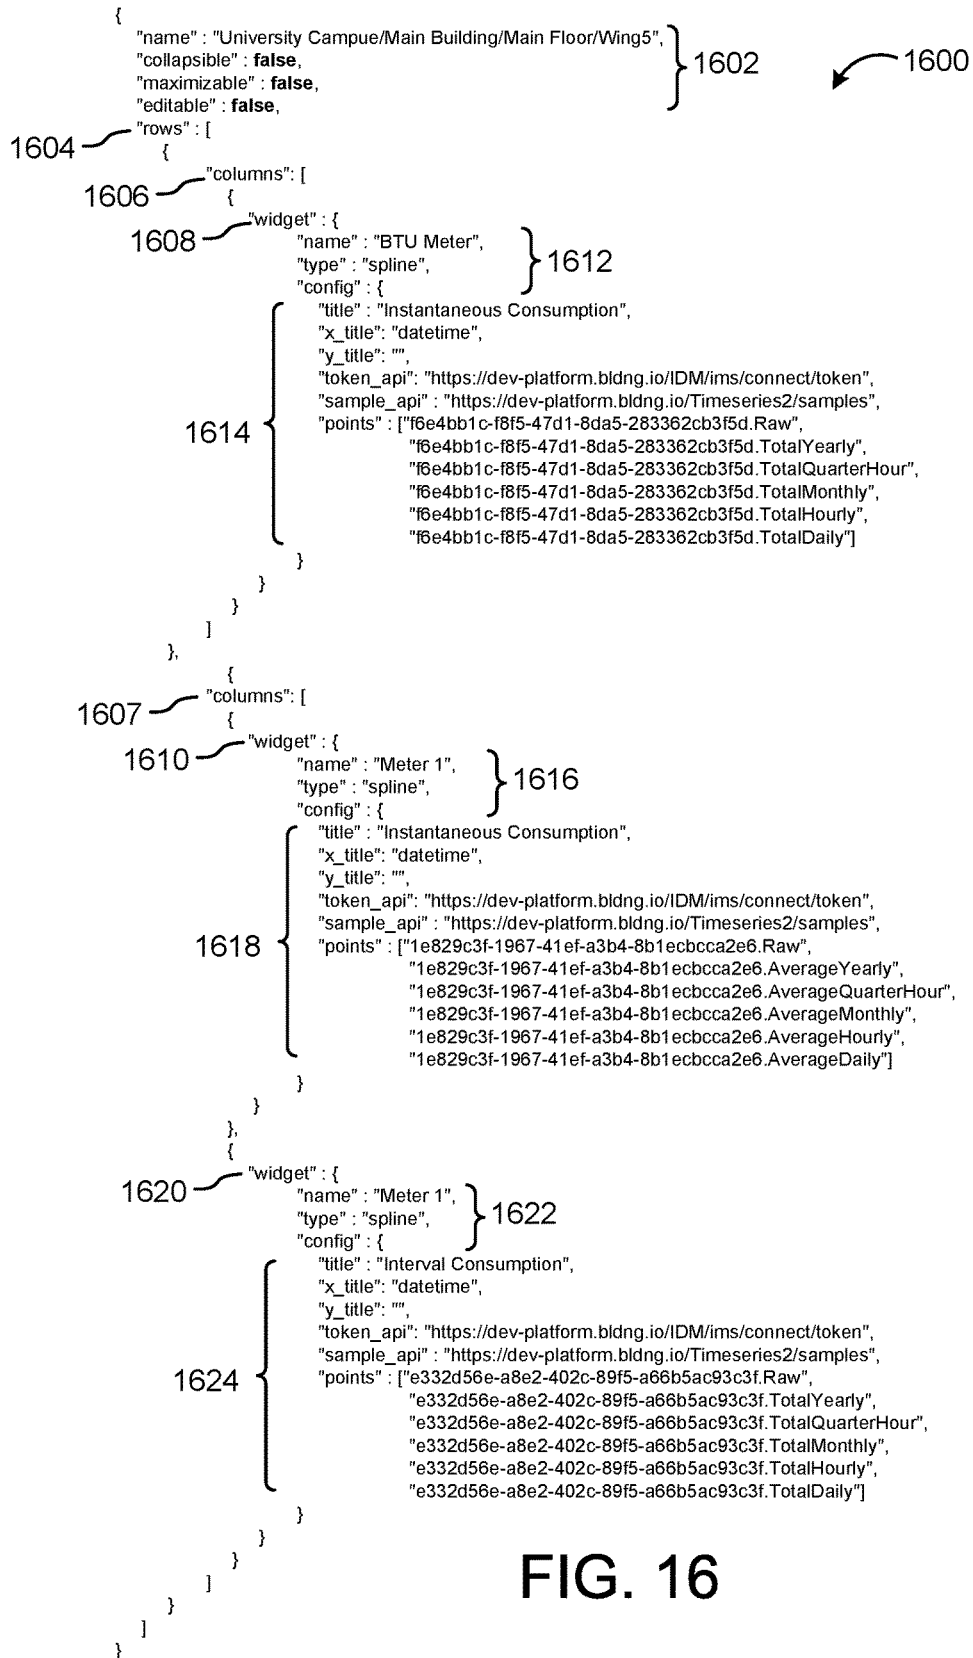 {
"name" : "University Campue/Main Building/Main Floor/Wing5",
"collapsible" : false,
1602
1600
"maximizable" : false,
"editable" : false,
1604
"rows" : [
{
1606
"columns": [
{
1608
"widget" : {
"name" : "BTU Meter",
"type" : "spline",
1612
"config" : {
"title" : "Instantaneous Consumption",
"x_title": "datetime",
"y_title": "",
"token_api": "https://dev-platform.bldng.io/IDM/ims/connect/token",
"sample_api" : "https://dev-platform.bldng.io/Timeseries2/samples",
1614
"points" : ["f6e4bb1c-f8f5-47d1-8da5-283362cb3f5d.Raw",
"f6e4bb1c-f8f5-47d1-8da5-283362cb3f5d.TotalYearly",
"f6e4bb1c-f8f5-47d1-8da5-283362cb3f5d.TotalQuarterHour",
"f6e4bb1c-f8f5-47d1-8da5-283362cb3f5d.TotalMonthly,
"f6e4bb1c-f8f5-47d1-8da5-283362cb3f5d.TotalHourly,
"f6e4bb1c-f8f5-47d1-8da5-283362cb3f5d.TotalDaily"]
}
}
}
]
},
{
1607
"columns": [
{
1610
"widget" : {
"name" : "Meter 1",
"type" : "spline",
1616
"config" : {
"title" : "Instantaneous Consumption",
"x_title": "datetime",
"y_title": "",
"token_api": "https://dev-platform.bldng.io/IDM/ims/connect/token",
"sample_api" : "https://dev-platform.bldng.io/Timeseries2/samples",
1618
"points" : ["1e829c3f-1967-41ef-a3b4-8b1ecbcca2e6.Raw",
"1e829c3f-1967-41ef-a3b4-8b1ecbcca2e6.AverageYearly",
"1e829c3f-1967-41ef-a3b4-8b1ecbcca2e6.AverageQuarterHour",
"1e829c3f-1967-41ef-a3b4-8b1ecbcca2e6.AverageMonthly,
"1e829c3f-1967-41ef-a3b4-8b1ecbcca2e6.AverageHourly,
"1e829c3f-1967-41ef-a3b4-8b1ecbcca2e6.AverageDaily"]
}
}
},
{
1620
"widget" : {
"name" : "Meter 1",
"type" : "spline",
1622
"config" : {
"title" : "Interval Consumption",
"x_title": "datetime",
"y_title": "",
"token_api": "https://dev-platform.bldng.io/IDM/ims/connect/token",
"sample_api" : "https://dev-platform.bldng.io/Timeseries2/samples",
1624
"points" : ["e332d56e-a8e2-402c-89f5-a66b5ac93c3f.Raw",
"e332d56e-a8e2-402c-89f5-a66b5ac93c3f.TotalYearly",
"e332d56e-a8e2-402c-89f5-a66b5ac93c3f.TotalQuarterHour",
"e332d56e-a8e2-402c-89f5-a66b5ac93c3f.TotalMonthly,
"e332d56e-a8e2-402c-89f5-a66b5ac93c3f.TotalHourly,
"e332d56e-a8e2-402c-89f5-a66b5ac93c3f.TotalDaily"]
}
}
}
]
}
]
}
FIG. 16